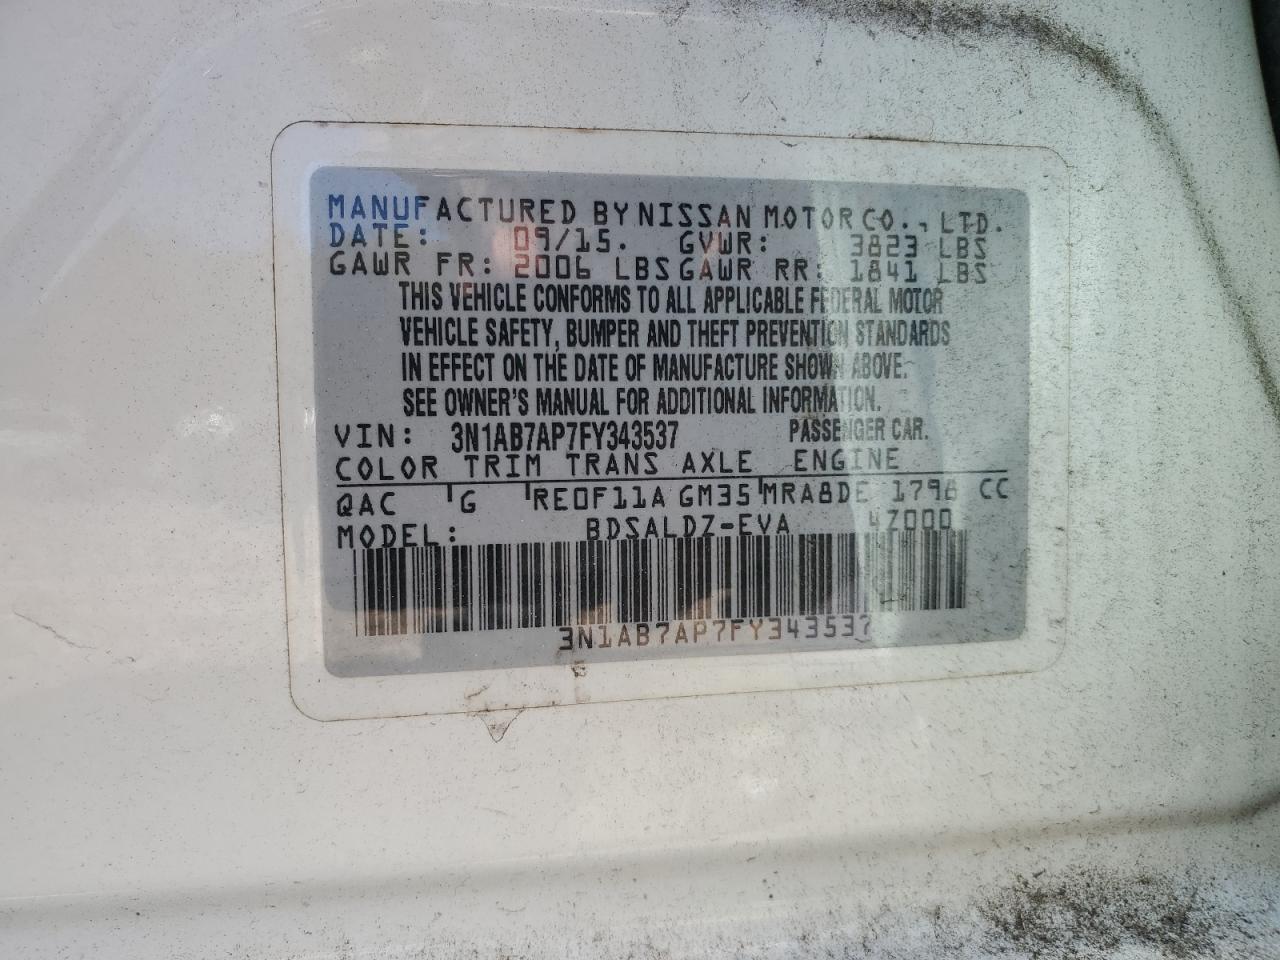 MANUFACTURED BY NISSAN MOTOR CO., LTD.
DATE: 09/15. GVWR: 3823 LBS
GAWR FR: 2006 LBS GAWR RR: 1841 LBS
THIS VEHICLE CONFORMS TO ALL APPLICABLE FEDERAL MOTOR
VEHICLE SAFETY, BUMPER AND THEFT PREVENTION STANDARDS
IN EFFECT ON THE DATE OF MANUFACTURE SHOWN ABOVE.
SEE OWNER'S MANUAL FOR ADDITIONAL INFORMATION.
VIN: 3N1AB7AP7FY343537 PASSENGER CAR.
COLOR TRIM TRANS AXLE ENGINE
QAC G RE0F11A GM35 MRA8DE 1798 CC
MODEL: BDSALDZ-EVA 4Z000
3N1AB7AP7FY343537